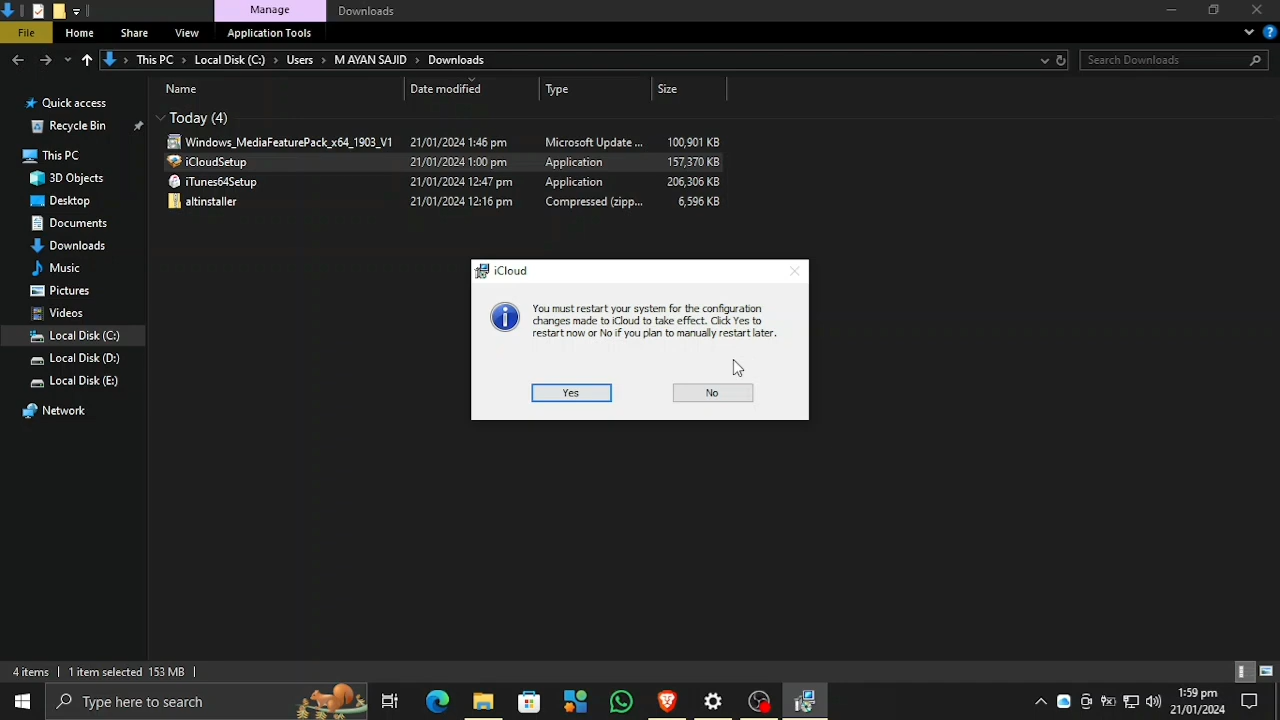 Manage
Downloads
File
Home
Share
View
Application Tools
This PC
Local Disk (C:)
Users
M AYAN SAJID
Downloads
Search Downloads
Name
Date modified
Type
Size
Today (4)
Windows_MediaFeaturePack_x64_1903_V1 21/01/2024 1:46 pm Microsoft Update ... 100,901 KB
iCloudSetup 21/01/2024 1:00 pm Application 157,370 KB
iTunes64Setup 21/01/2024 12:47 pm Application 206,306 KB
altinstaller 21/01/2024 12:16 pm Compressed (zipp... 6,596 KB
Quick access
Recycle Bin
This PC
3D Objects
Desktop
Documents
Downloads
Music
Pictures
Videos
Local Disk (C:)
Local Disk (D:)
Local Disk (E:)
Network
iCloud
You must restart your system for the configuration
changes made to iCloud to take effect. Click Yes to
restart now or No if you plan to manually restart later.
Yes
No
4 items
1 item selected 153 MB
Type here to search
1:59 pm
21/01/2024